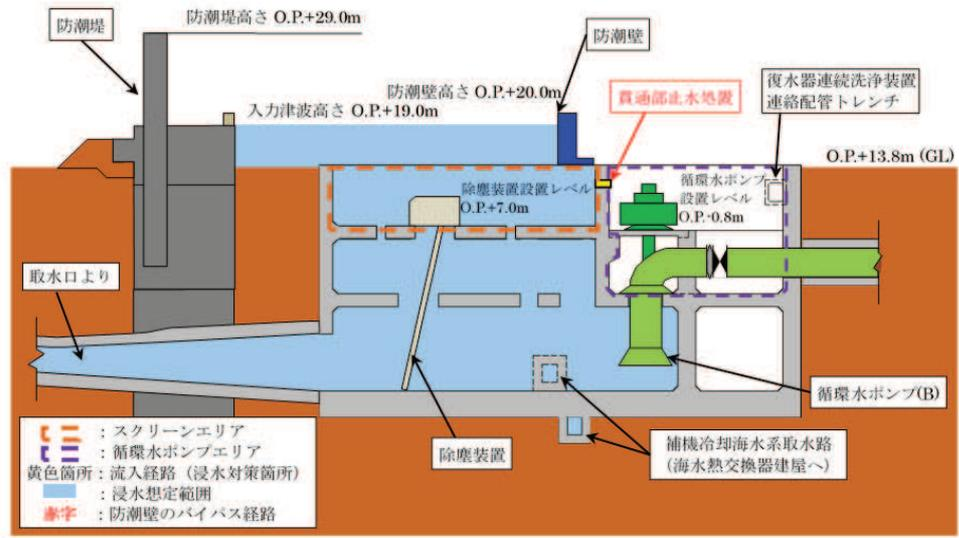 防潮堤
防潮堤高さ O.P.+29.0m
防潮壁
防潮壁高さ O.P.+20.0m
入力津波高さ O.P.+19.0m
貫通部止水処置
復水器連続洗浄装置
連絡配管トレンチ
O.P.+13.8m (GL)
除塵装置設置レベル
O.P.+7.0m
循環水ポンプ
設置レベル
O.P.-0.8m
取水口より
循環水ポンプ(B)
除塵装置
補機冷却海水系取水路
(海水熱交換器建屋へ)
:スクリーンエリア
:循環水ポンプエリア
黄色箇所:流入経路(浸水対策箇所)
:浸水想定範囲
赤字:防潮壁のバイパス経路